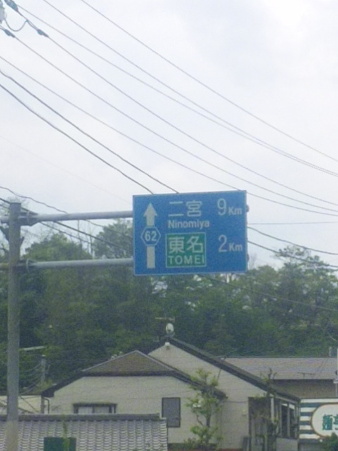 二宮 9Km
Ninomiya
62
東名 2Km
TOMEI